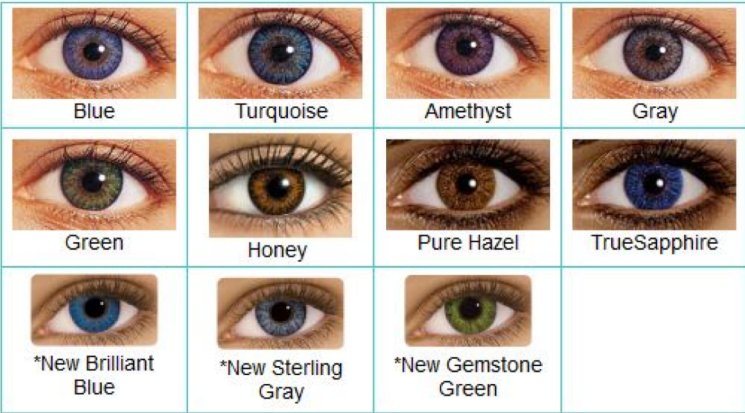 Blue
Turquoise
Amethyst
Gray
Green
Honey
Pure Hazel
TrueSapphire
*New Brilliant
Blue
*New Sterling
Gray
*New Gemstone
Green